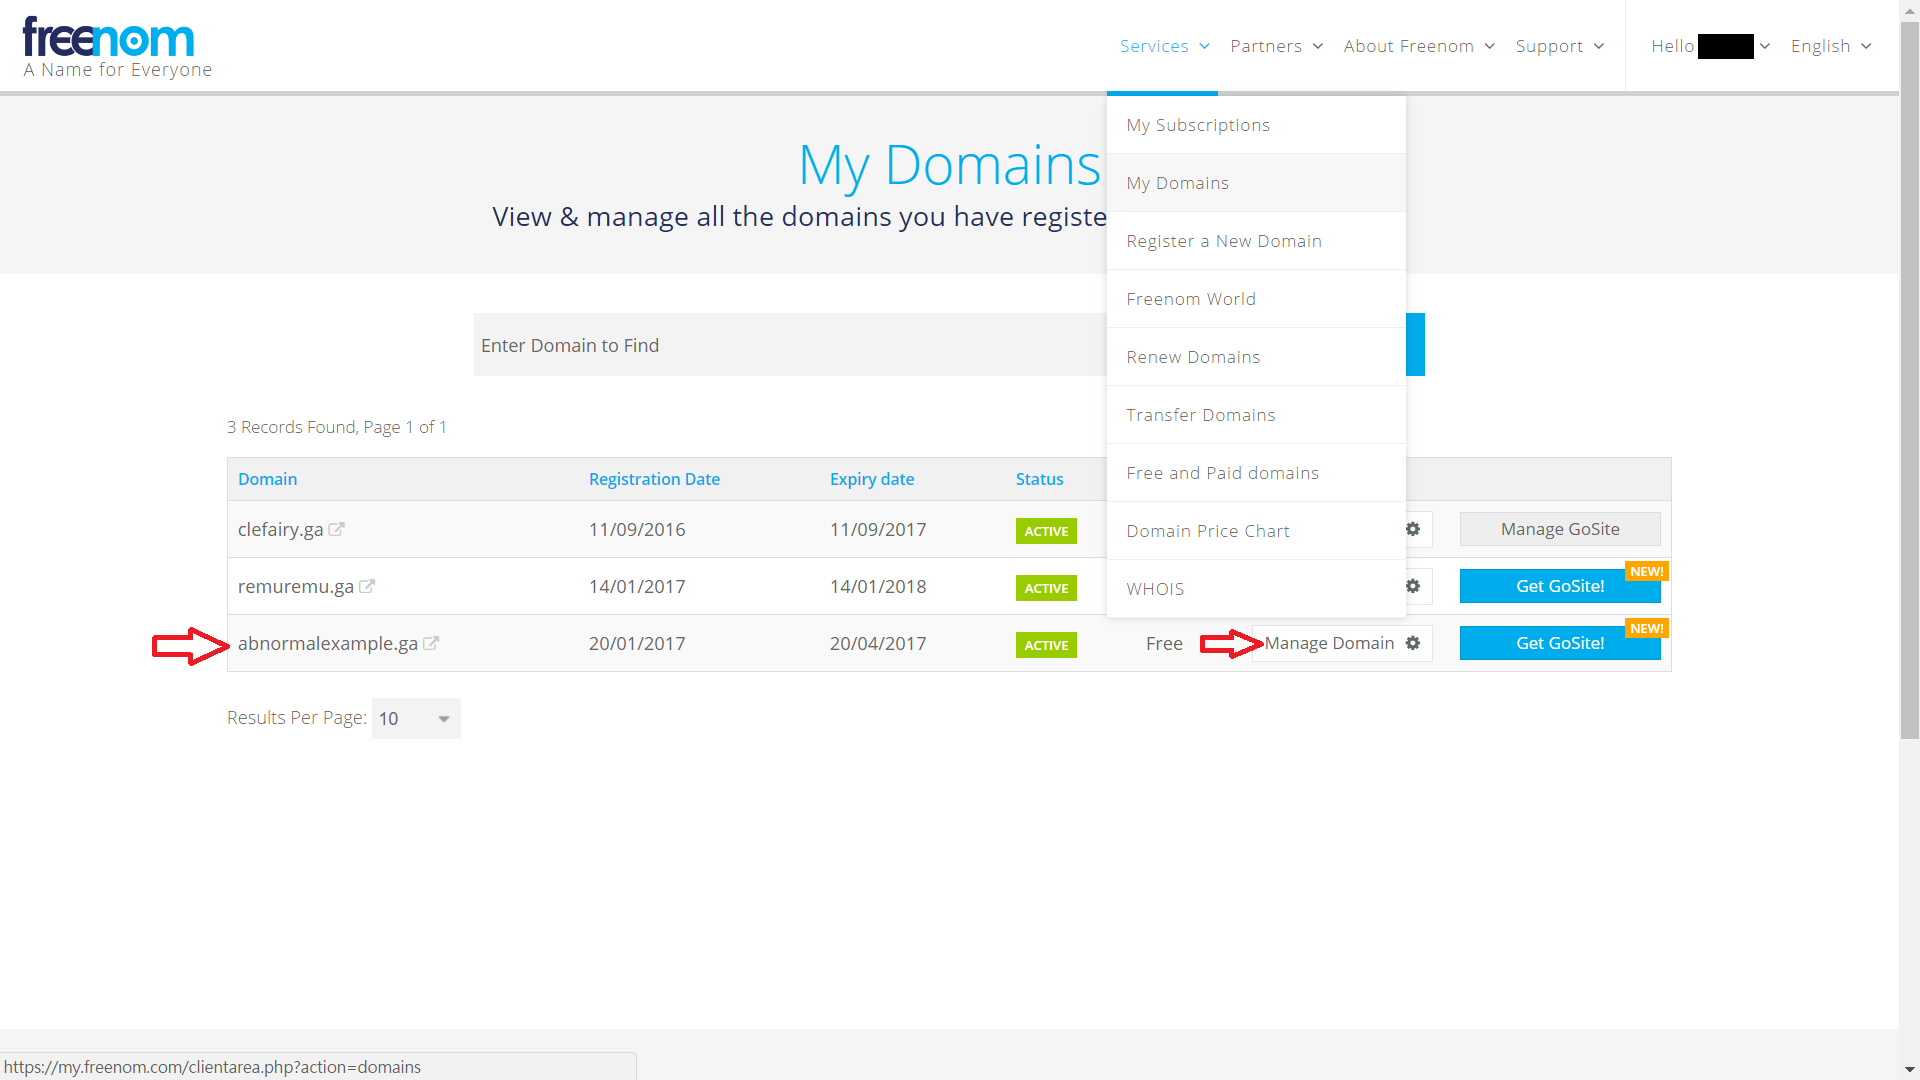 freenom
A Name for Everyone
Services Partners About Freenom Support Hello English
My Subscriptions
My Domains
Register a New Domain
Freenom World
Renew Domains
Transfer Domains
Free and Paid domains
Domain Price Chart
WHOIS
My Domains
View & manage all the domains you have registe
Enter Domain to Find
3 Records Found, Page 1 of 1
Domain Registration Date Expiry date Status
clefairy.ga 11/09/2016 11/09/2017 ACTIVE Manage GoSite
remuremu.ga 14/01/2017 14/01/2018 ACTIVE Get GoSite! NEW!
abnormalexample.ga 20/01/2017 20/04/2017 ACTIVE Free Manage Domain Get GoSite! NEW!
Results Per Page: 10
https://my.freenom.com/clientarea.php?action=domains